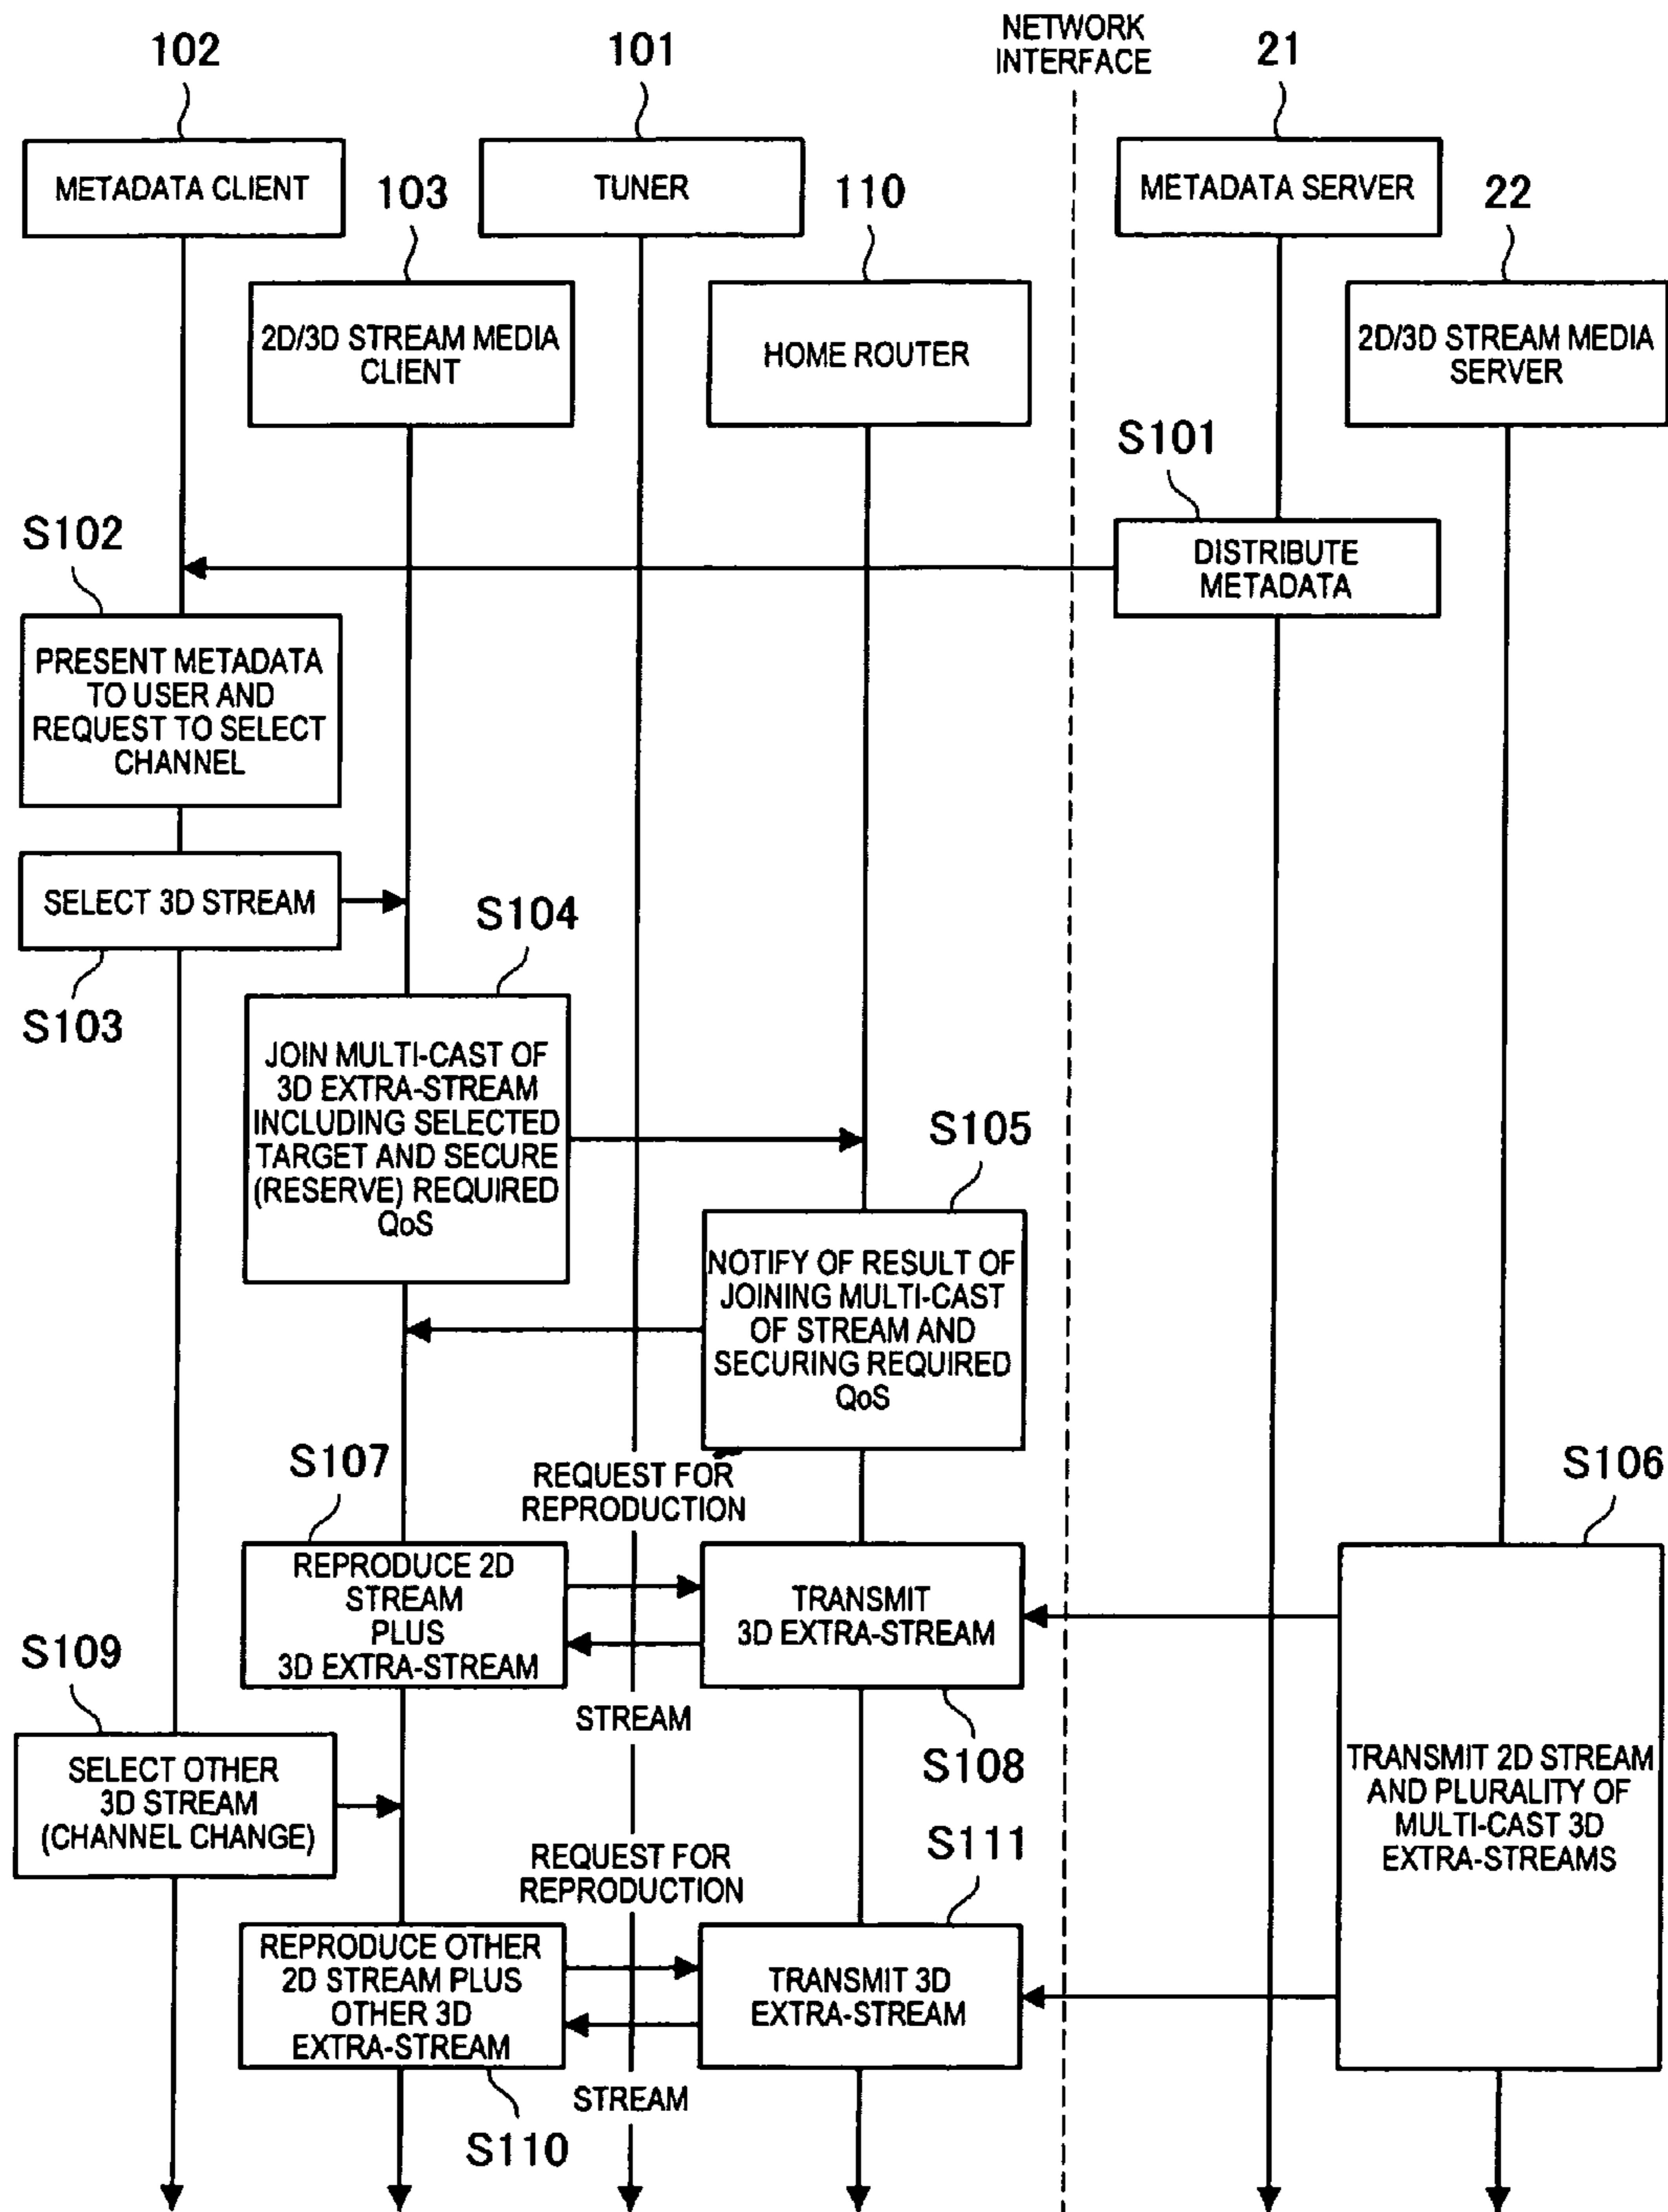 NETWORK
INTERFACE
102
101
21
METADATA CLIENT
TUNER
METADATA SERVER
103
110
22
2D/3D STREAM MEDIA
CLIENT
HOME ROUTER
2D/3D STREAM MEDIA
SERVER
S101
DISTRIBUTE
METADATA
S102
PRESENT METADATA
TO USER AND
REQUEST TO SELECT
CHANNEL
SELECT 3D STREAM
S103
S104
JOIN MULTI-CAST OF
3D EXTRA-STREAM
INCLUDING SELECTED
TARGET AND SECURE
(RESERVE) REQUIRED
QoS
S105
NOTIFY OF RESULT OF
JOINING MULTI-CAST
OF STREAM AND
SECURING REQUIRED
QoS
S107
REQUEST FOR
REPRODUCTION
S106
REPRODUCE 2D
STREAM
PLUS
3D EXTRA-STREAM
TRANSMIT
3D EXTRA-STREAM
STREAM
S108
S109
SELECT OTHER
3D STREAM
(CHANNEL CHANGE)
TRANSMIT 2D STREAM
AND PLURALITY OF
MULTI-CAST 3D
EXTRA-STREAMS
REQUEST FOR
REPRODUCTION
S111
REPRODUCE OTHER
2D STREAM PLUS
OTHER 3D
EXTRA-STREAM
TRANSMIT 3D
EXTRA-STREAM
STREAM
S110